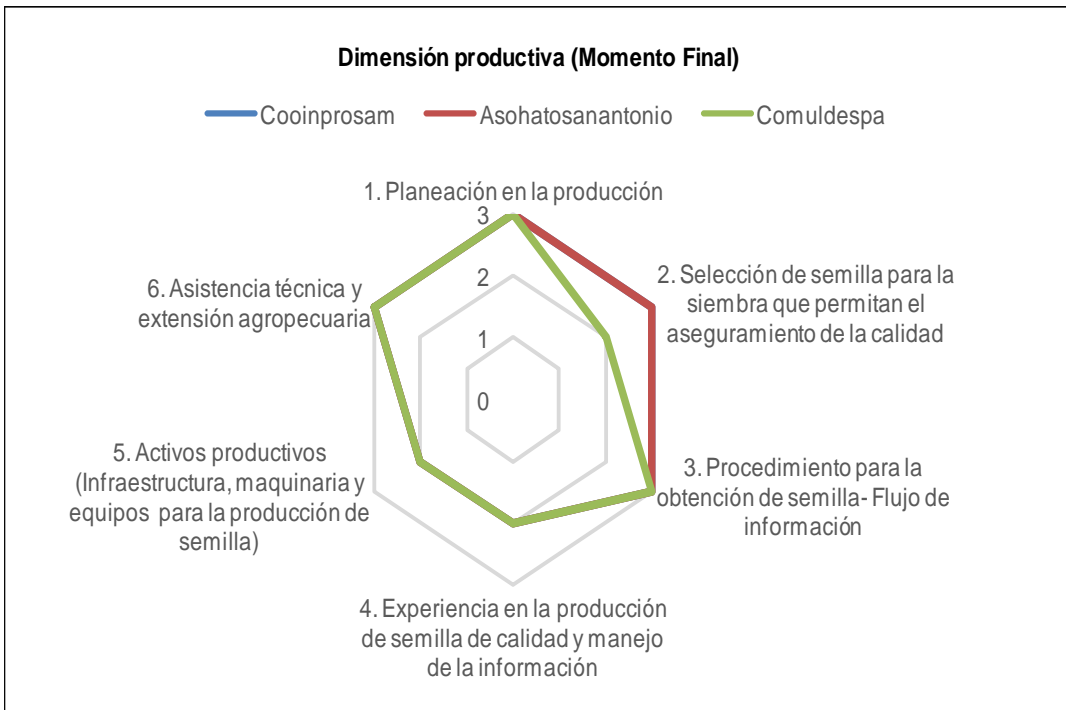 Dimensión productiva (Momento Final)
Cooinprosam Asohatosanantonio Comuldespa
1. Planeación en la producción
3
2
1
0
2. Selección de semilla para la
siembra que permitan el
aseguramiento de la calidad
3. Procedimiento para la
obtención de semilla- Flujo de
información
4. Experiencia en la producción
de semilla de calidad y manejo
de la información
5. Activos productivos
(Infraestructura, maquinaria y
equipos para la producción de
semilla)
6. Asistencia técnica y
extensión agropecuaria